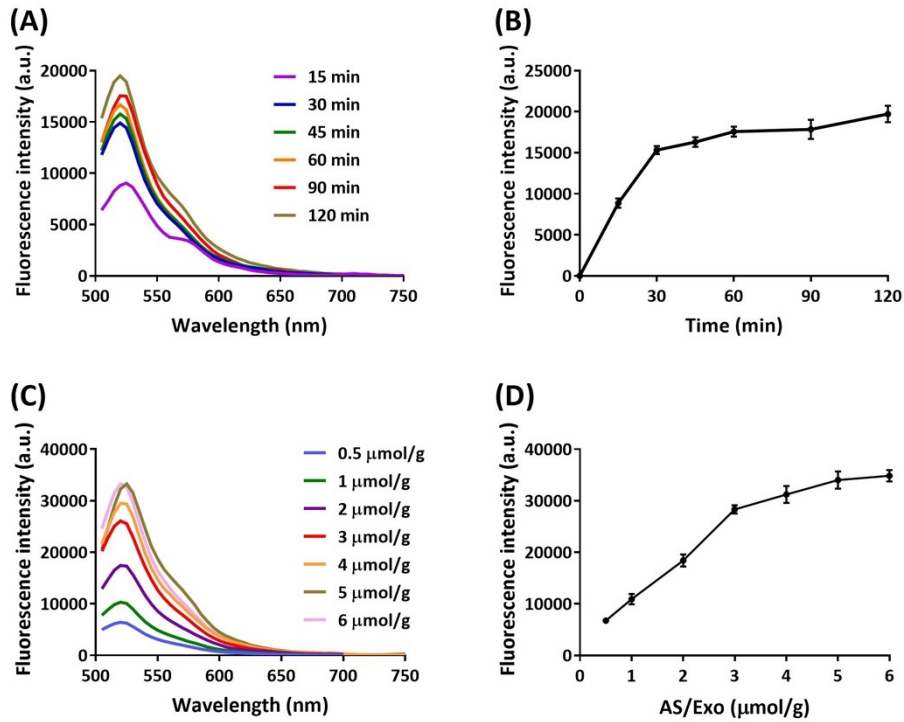 (A)
Fluorescence intensity (a.u.)
20000
15000
10000
5000
0
500 550 600 650 700 750
Wavelength (nm)
15 min
30 min
45 min
60 min
90 min
120 min
(B)
Fluorescence intensity (a.u.)
25000
20000
15000
10000
5000
0
0 30 60 90 120
Time (min)
(C)
Fluorescence intensity (a.u.)
40000
30000
20000
10000
0
500 550 600 650 700 750
Wavelength (nm)
0.5 μmol/g
1 μmol/g
2 μmol/g
3 μmol/g
4 μmol/g
5 μmol/g
6 μmol/g
(D)
Fluorescence intensity (a.u.)
40000
30000
20000
10000
0
0 1 2 3 4 5 6
AS/Exo (μmol/g)